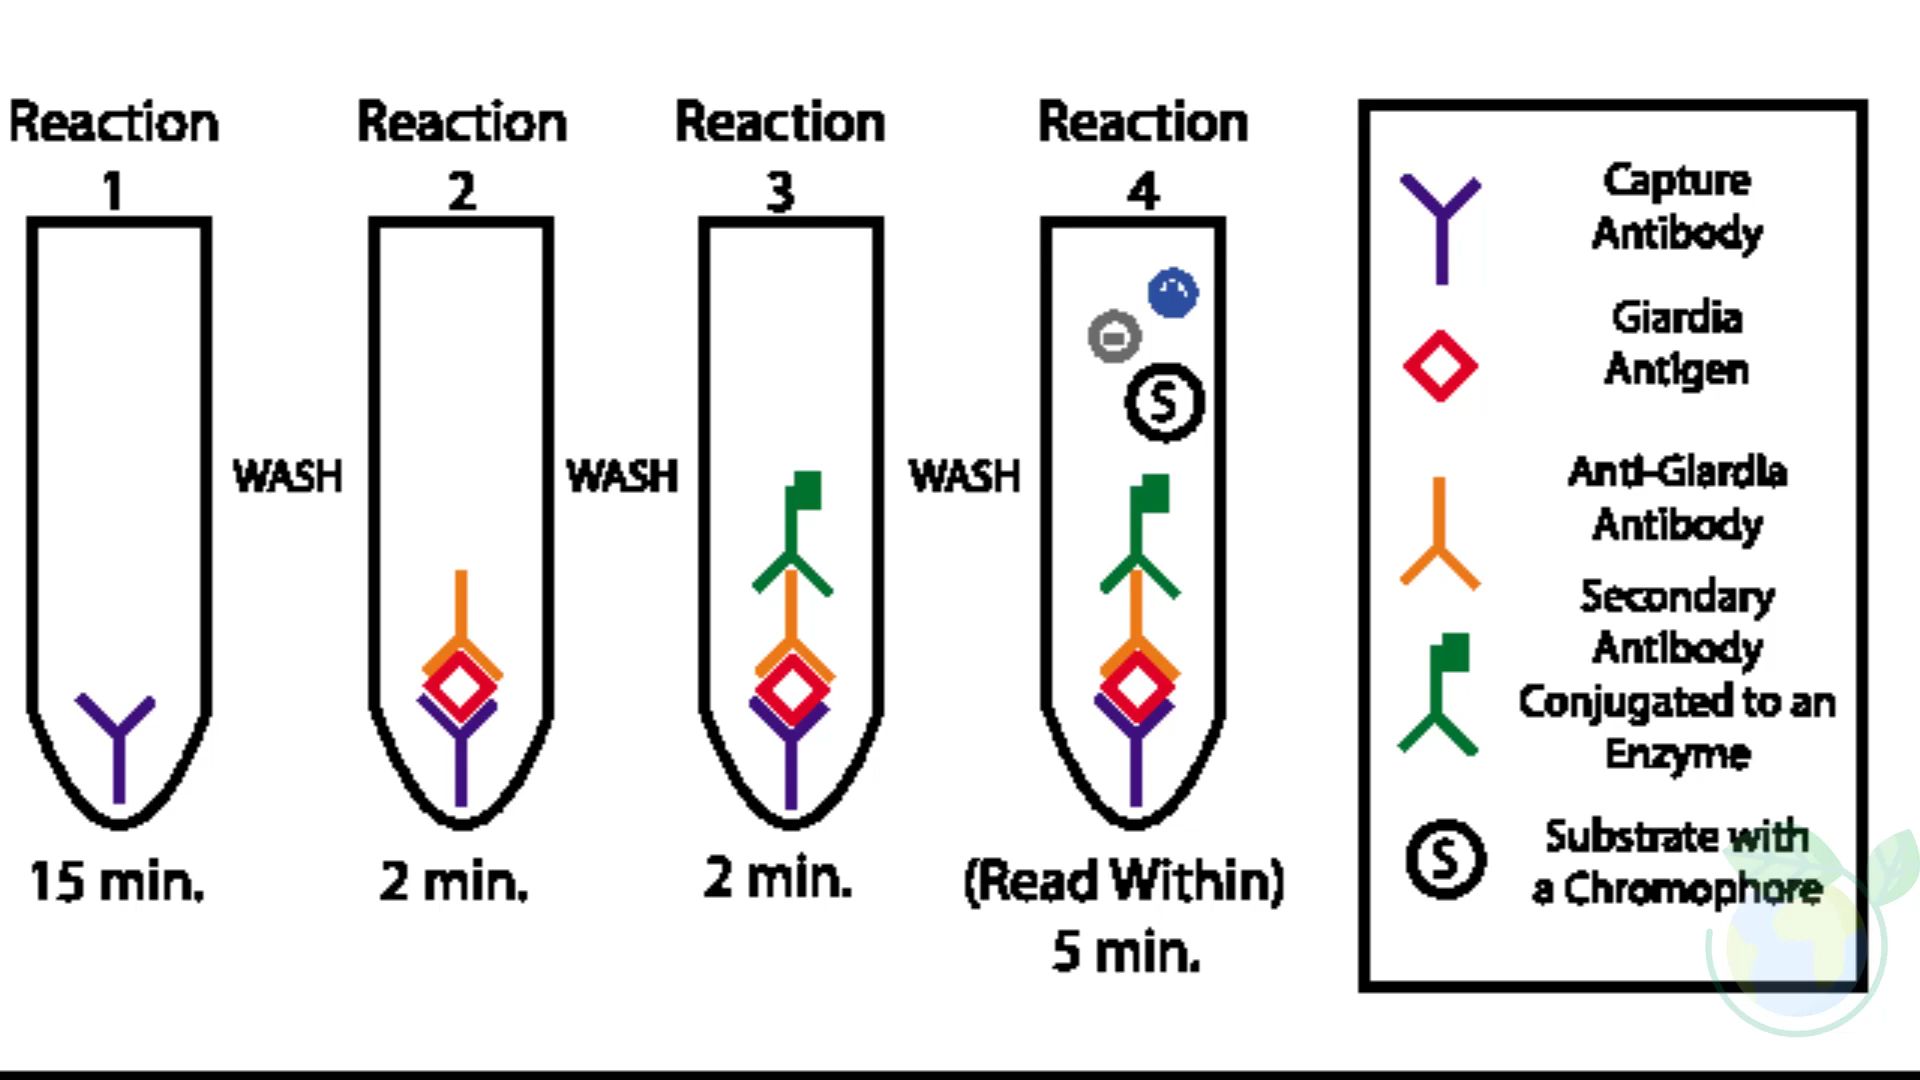 Reaction
1
Reaction
2
Reaction
3
Reaction
4
WASH
WASH
WASH
S
15 min.
2 min.
2 min.
(Read Within)
5 min.
Capture
Antibody
Giardia
Antigen
Anti-Giardia
Antibody
Secondary
Antibody
Conjugated to an
Enzyme
S
Substrate with
a Chromophore